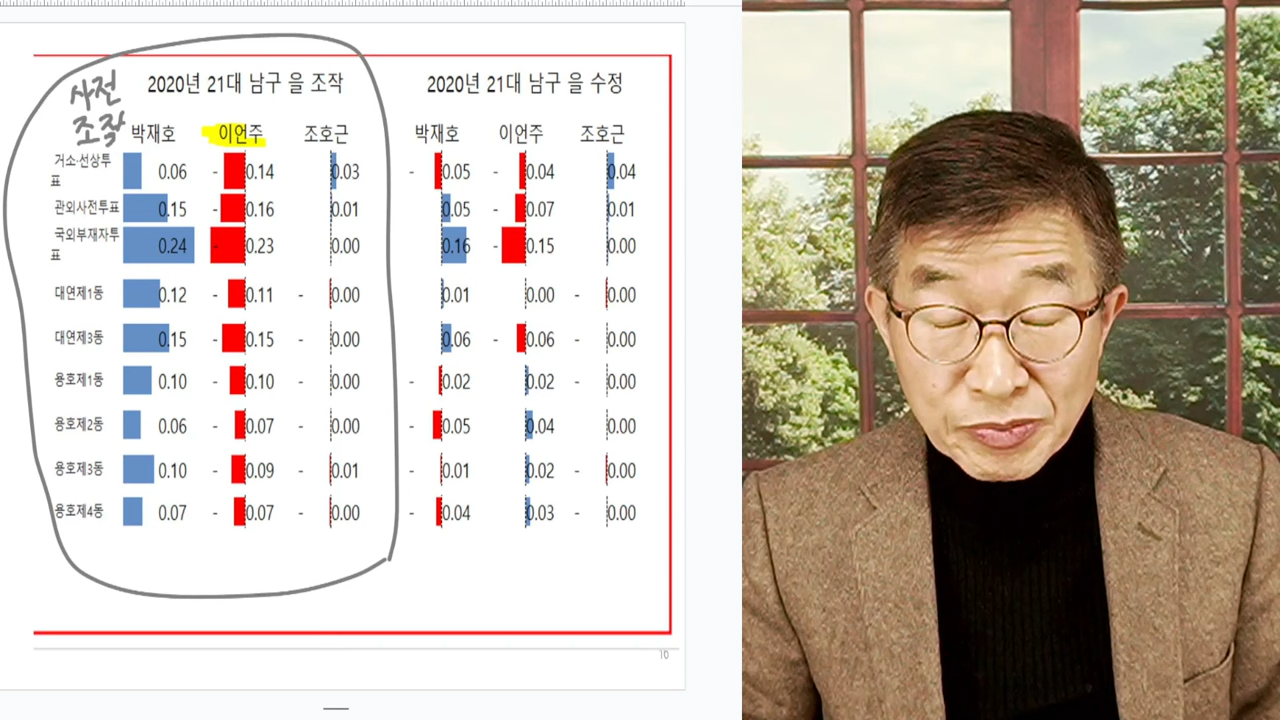 사전
조작
2020년 21대 남구 을 조작
2020년 21대 남구 을 수정
박재호 이언주 조호근 박재호 이언주 조호근
거소·선상투표 0.06 - 0.14 0.03 - 0.05 - 0.04 0.04
관외사전투표 0.15 - 0.16 0.01 0.05 - 0.07 0.01
국외부재자투표 0.24 - 0.23 0.00 0.16 - 0.15 0.00
대연제1동 0.12 - 0.11 - 0.00 0.01 0.00 - 0.00
대연제3동 0.15 - 0.15 - 0.00 0.06 - 0.06 - 0.00
용호제1동 0.10 - 0.10 - 0.00 - 0.02 0.02 - 0.00
용호제2동 0.06 - 0.07 - 0.00 - 0.05 0.04 - 0.00
용호제3동 0.10 - 0.09 - 0.01 - 0.01 0.02 - 0.00
용호제4동 0.07 - 0.07 - 0.00 - 0.04 0.03 - 0.00